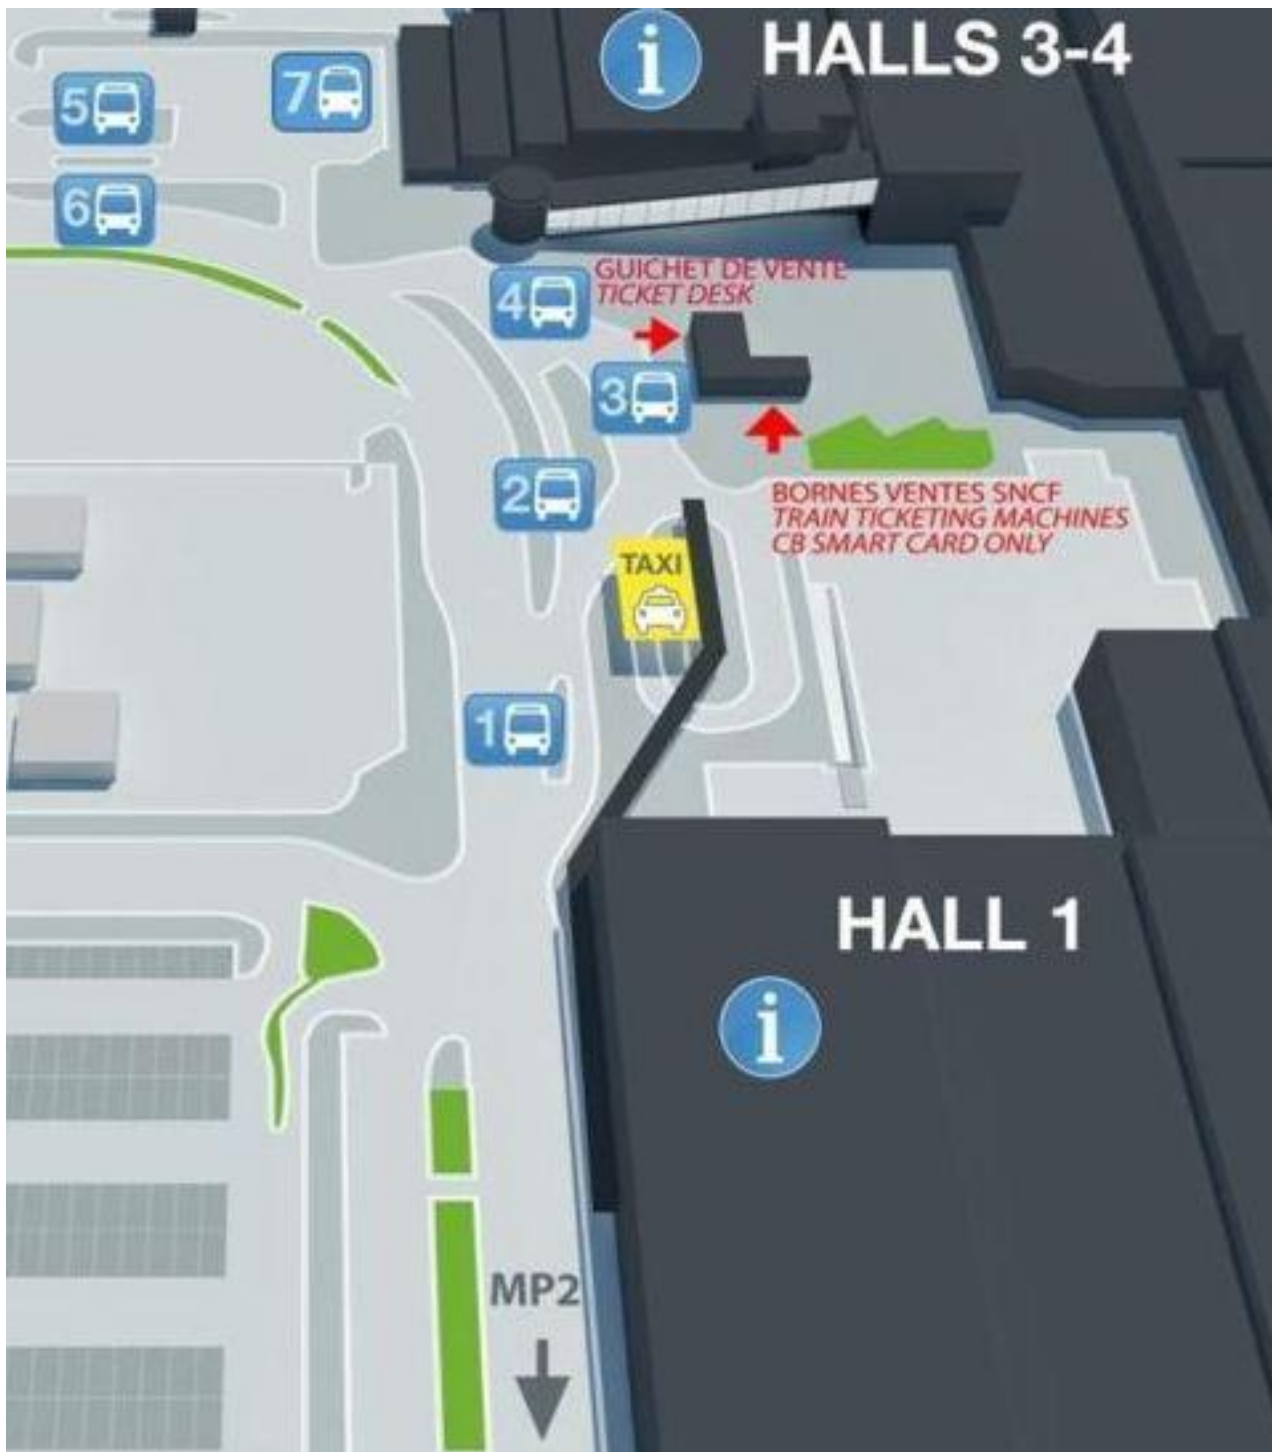 HALLS 3-4
i
7
5
6
GUICHET DE VENTE
TICKET DESK
4
3
2
BORNES VENTES SNCF
TRAIN TICKETING MACHINES
CB SMART CARD ONLY
TAXI
1
HALL 1
i
MP2